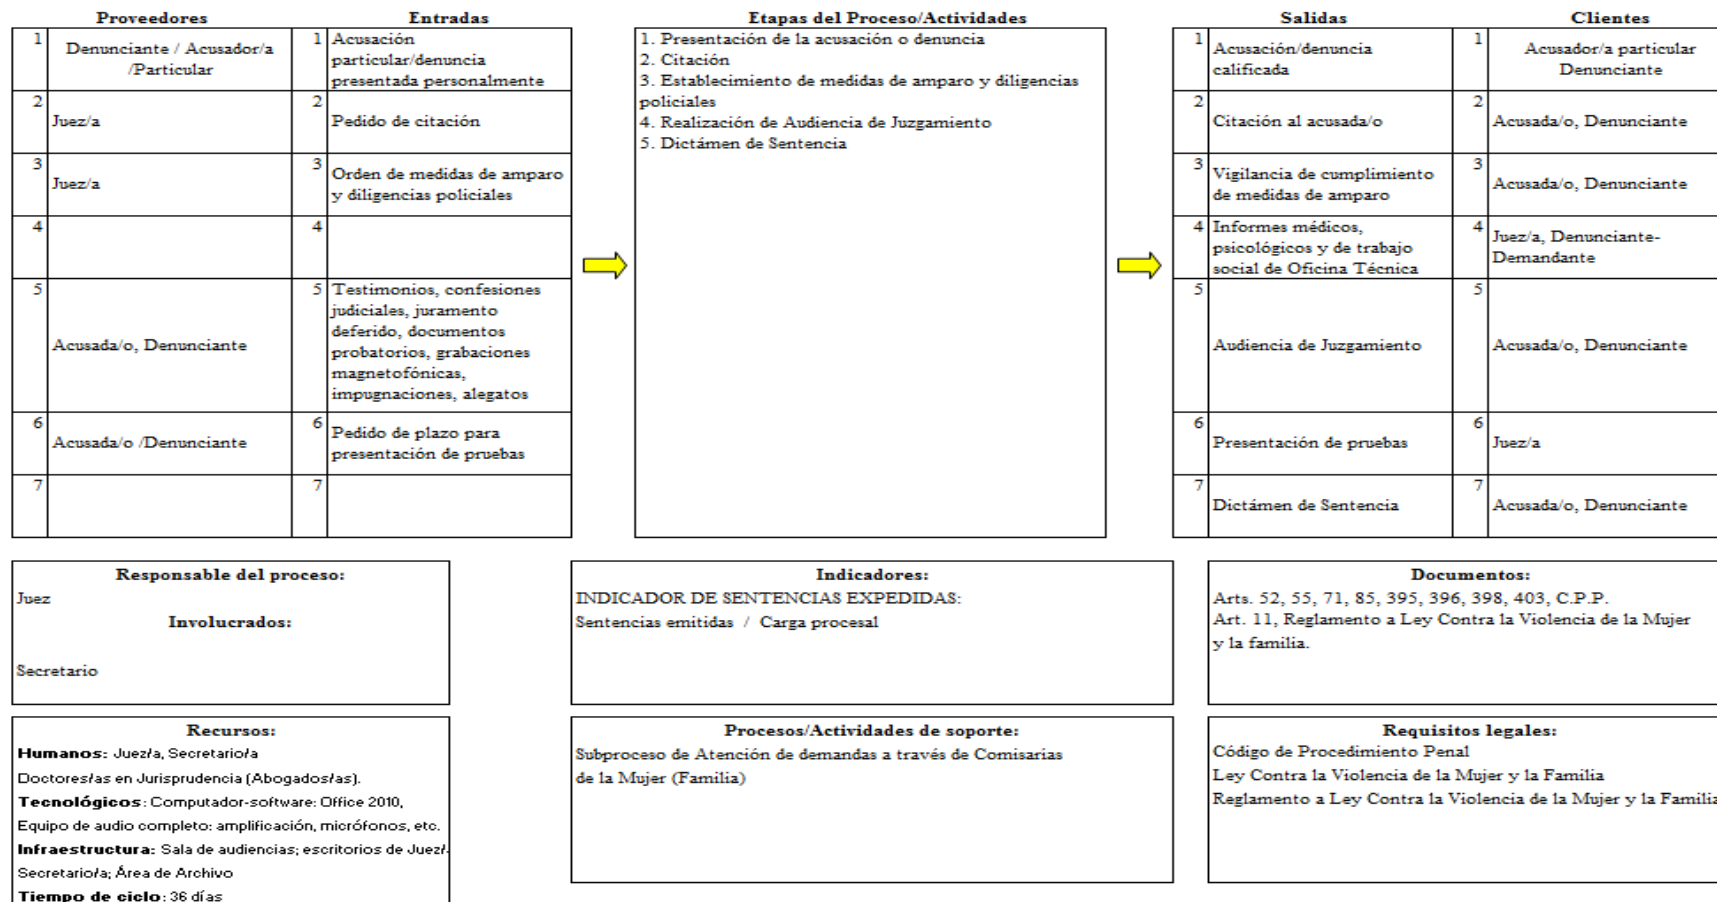 Proveedores Entradas Etapas del Proceso/Actividades Salidas Clientes
1 Denunciante / Acusador/a
/Particular
1 Acusación
particular/denuncia
presentada personalmente
2 Juez/a
2 Pedido de citación
3 Juez/a
3 Orden de medidas de amparo
y diligencias policiales
4
4
5 Acusada/o, Denunciante
5 Testimonios, confesiones
judiciales, juramento
deferido, documentos
probatorios, grabaciones
magnetofónicas,
impugnaciones, alegatos
6 Acusada/o /Denunciante
6 Pedido de plazo para
presentación de pruebas
7
7
1. Presentación de la acusación o denuncia
2. Citación
3. Establecimiento de medidas de amparo y diligencias
policiales
4. Realización de Audiencia de Juzgamiento
5. Dictámen de Sentencia
1 Acusación/denuncia
calificada
1 Acusador/a particular
Denunciante
2 Citación al acusada/o
2 Acusada/o, Denunciante
3 Vigilancia de cumplimiento
de medidas de amparo
3 Acusada/o, Denunciante
4 Informes médicos,
psicológicos y de trabajo
social de Oficina Técnica
4 Juez/a, Denunciante-
Demandante
5 Audiencia de Juzgamiento
5 Acusada/o, Denunciante
6 Presentación de pruebas
6 Juez/a
7 Dictámen de Sentencia
7 Acusada/o, Denunciante
Responsable del proceso:
Juez
Involucrados:
Secretario
Indicadores:
INDICADOR DE SENTENCIAS EXPEDIDAS:
Sentencias emitidas / Carga procesal
Documentos:
Arts. 52, 55, 71, 85, 395, 396, 398, 403, C.P.P.
Art. 11, Reglamento a Ley Contra la Violencia de la Mujer
y la familia.
Recursos:
Humanos: Juez/a, Secretario/a
Doctores/as en Jurisprudencia (Abogados/as).
Tecnológicos: Computador-software: Office 2010,
Equipo de audio completo: amplificación, micrófonos, etc.
Infraestructura: Sala de audiencias; escritorios de Juez/
Secretario/a; Área de Archivo
Tiempo de ciclo: 36 días
Procesos/Actividades de soporte:
Subproceso de Atención de demandas a través de Comisarias
de la Mujer (Familia)
Requisitos legales:
Código de Procedimiento Penal
Ley Contra la Violencia de la Mujer y la Familia
Reglamento a Ley Contra la Violencia de la Mujer y la Familia